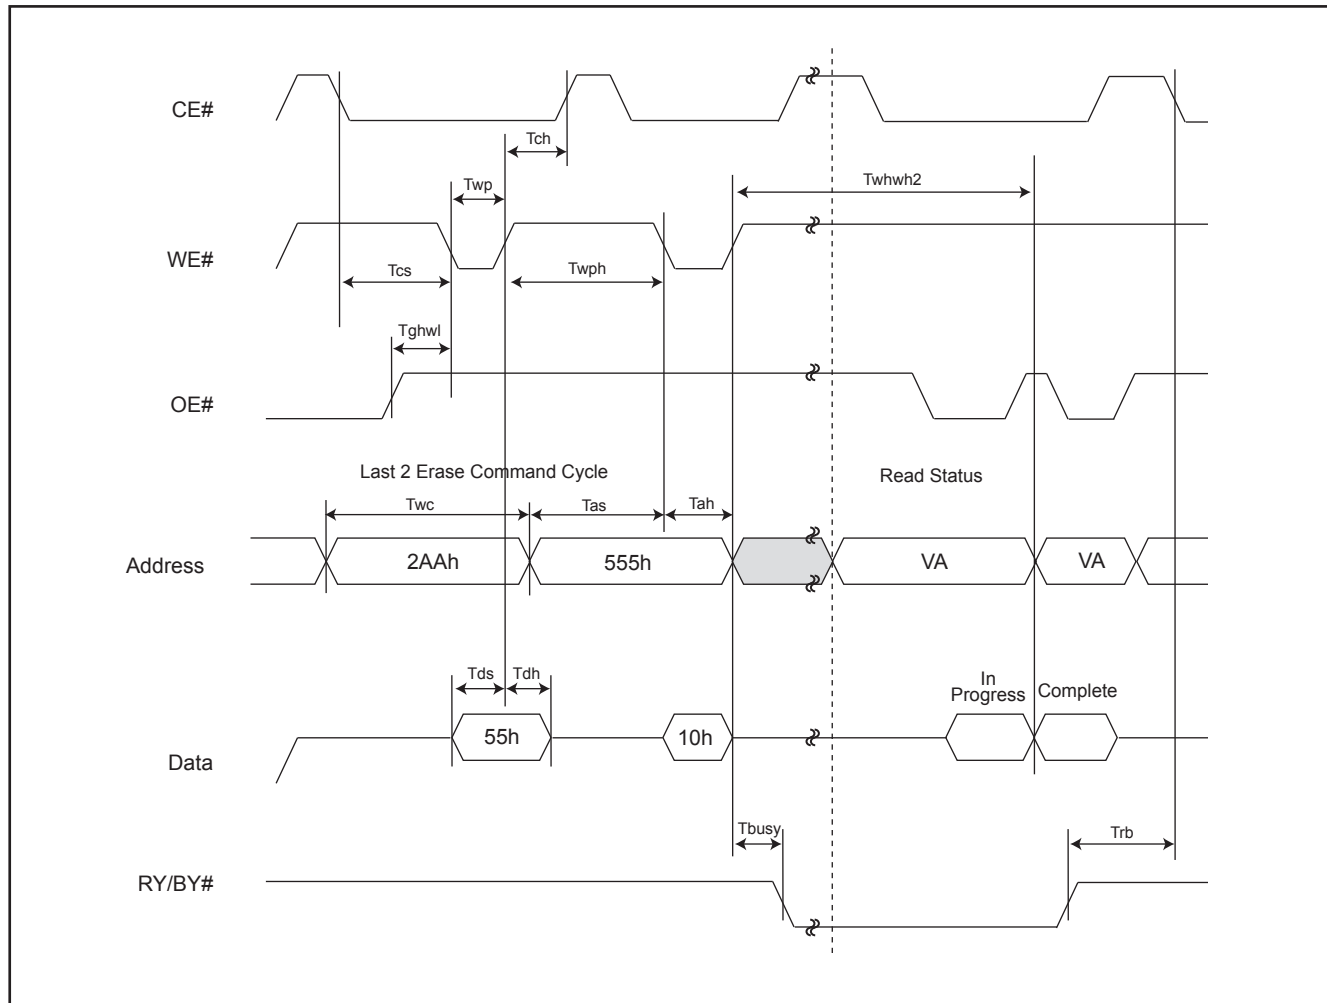 CE#
Tch
Twp
Twhwh2
WE#
Tcs
Twph
Tghwl
OE#
Last 2 Erase Command Cycle
Read Status
Twc
Tas
Tah
Address
2AAh
555h
VA
VA
Tds
Tdh
In
Progress
Complete
55h
10h
Data
Tbusy
Trb
RY/BY#